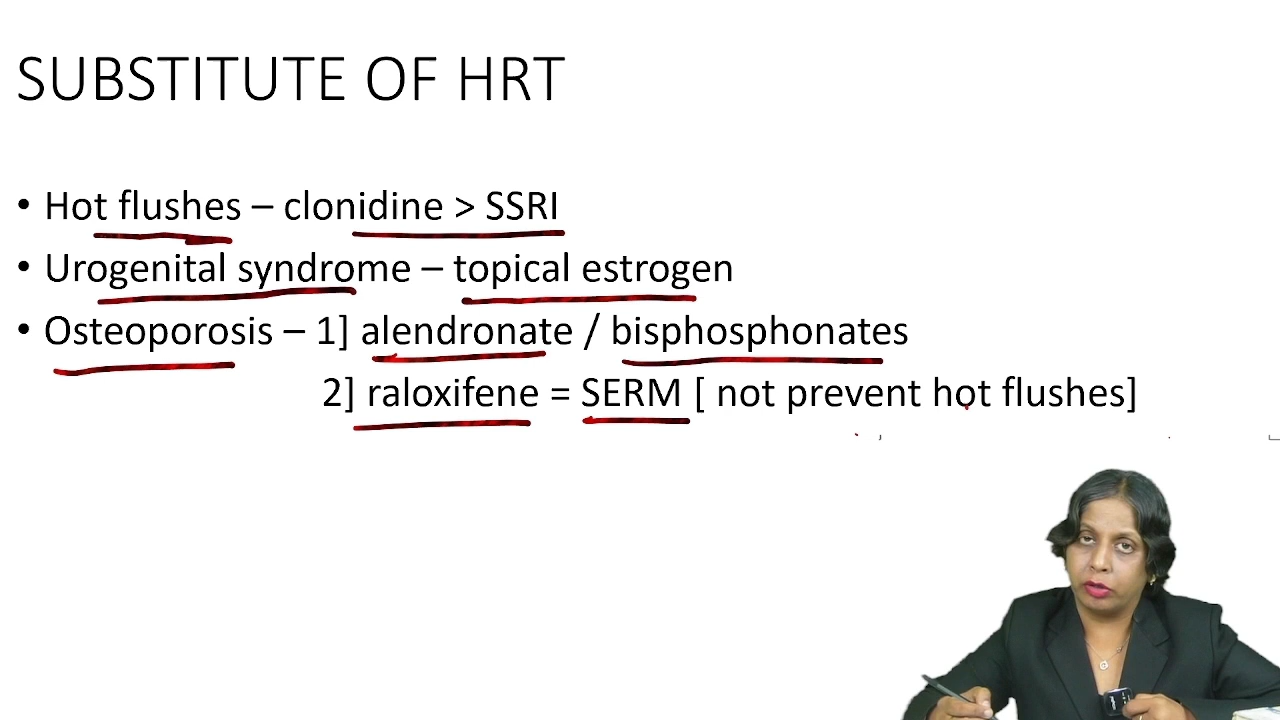 SUBSTITUTE OF HRT
• Hot flushes – clonidine > SSRI
• Urogenital syndrome – topical estrogen
• Osteoporosis – 1] alendronate / bisphosphonates
2] raloxifene = SERM [ not prevent hot flushes]